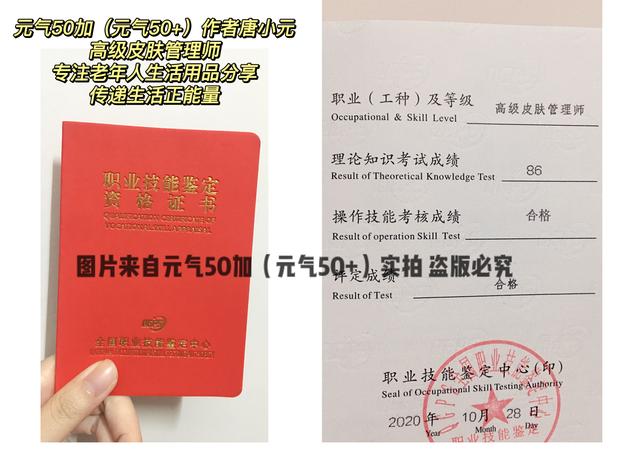 元气50加（元气50+）作者唐小元
高级皮肤管理师
专注老年人生活用品分享
传递生活正能量
职业技能鉴定
资格证书
QUALIFICATION CERTIFICATE OF
VOCATIONAL SKILL APPRAISAL
全国职业技能鉴定中心
图片来自元气50加（元气50+）实拍 盗版必究
职业（工种）及等级 高级皮肤管理师
Occupational & Skill Level
理论知识考试成绩 86
Result of Theoretical Knowledge Test
操作技能考核成绩 合格
Result of operation Skill Test
评定成绩 合格
Result of Test
职业技能鉴定中心(印)
Seal of Occupational Skill Testing Authority
2020 年 10 月 28 日
Year Month Day
职业技能鉴定